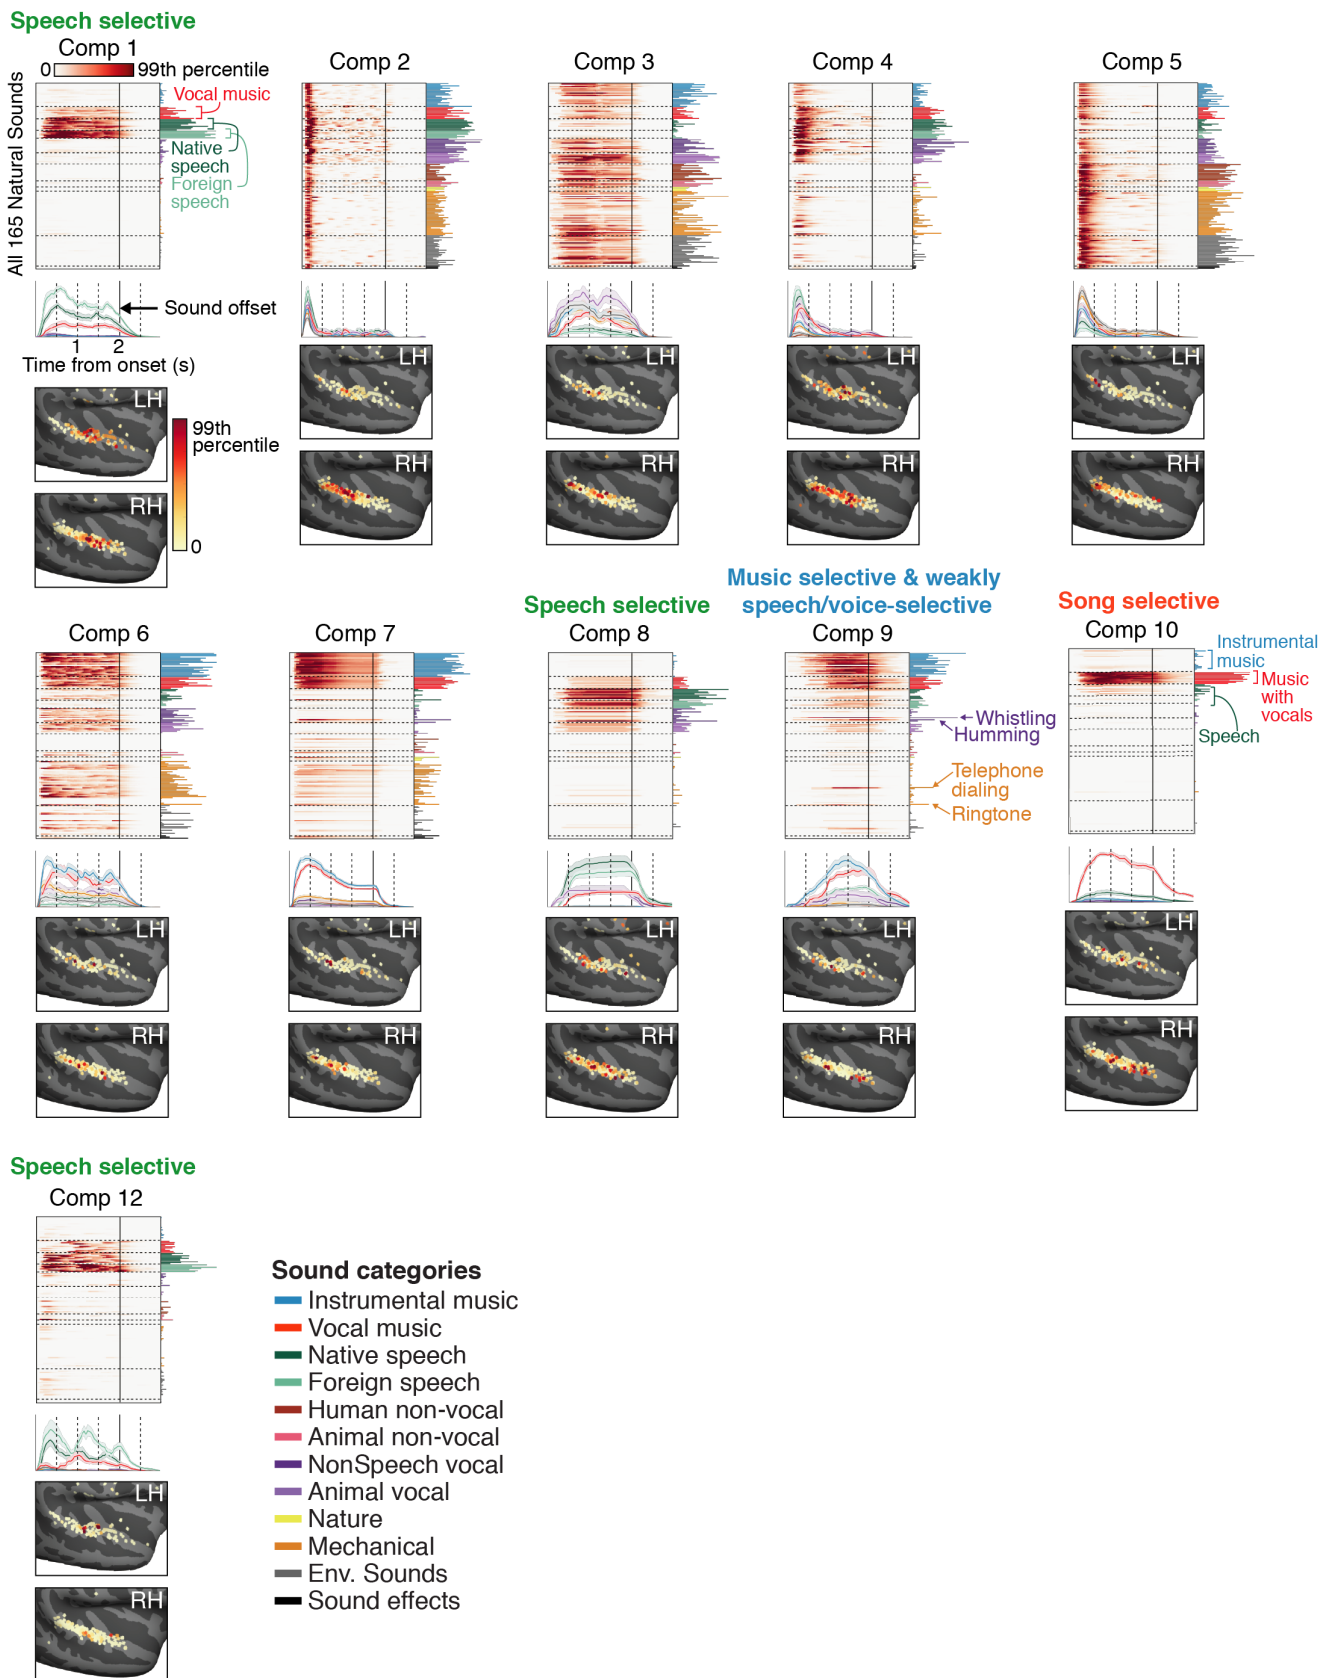 Speech selective
Comp 1
0
99th percentile
All 165 Natural Sounds
Vocal music
Native
speech
Foreign
speech
Sound offset
1 2
Time from onset (s)
LH
99th
percentile
RH
0
Comp 2
LH
RH
Comp 3
LH
RH
Comp 4
LH
RH
Comp 5
LH
RH
Comp 6
LH
RH
Comp 7
LH
RH
Speech selective
Comp 8
LH
RH
Music selective & weakly
speech/voice-selective
Comp 9
Whistling
Humming
Telephone
dialing
Ringtone
LH
RH
Song selective
Comp 10
Instrumental
music
Music
with
vocals
Speech
LH
RH
Speech selective
Comp 12
LH
RH
Sound categories
Instrumental music
Vocal music
Native speech
Foreign speech
Human non-vocal
Animal non-vocal
NonSpeech vocal
Animal vocal
Nature
Mechanical
Env. Sounds
Sound effects